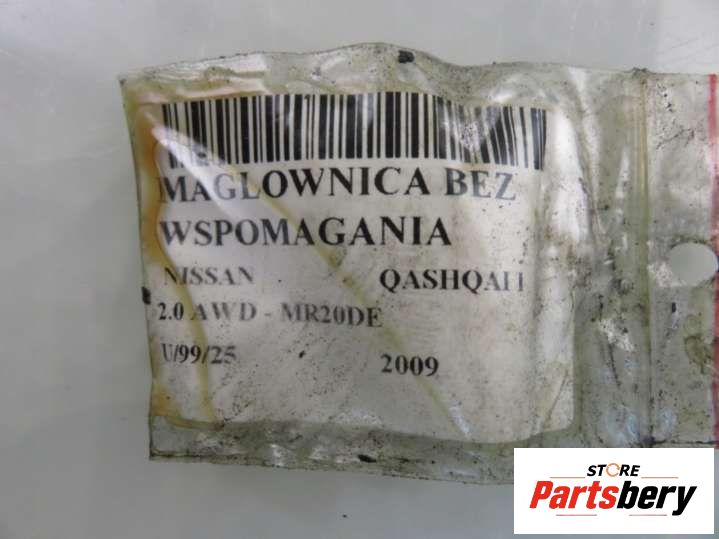 MAGLOWNICA BEZ
WSPOMAGANIA
NISSAN QASHQAI I
2.0 AWD - MR20DE
U/99/25 2009
STORE
Partsbery